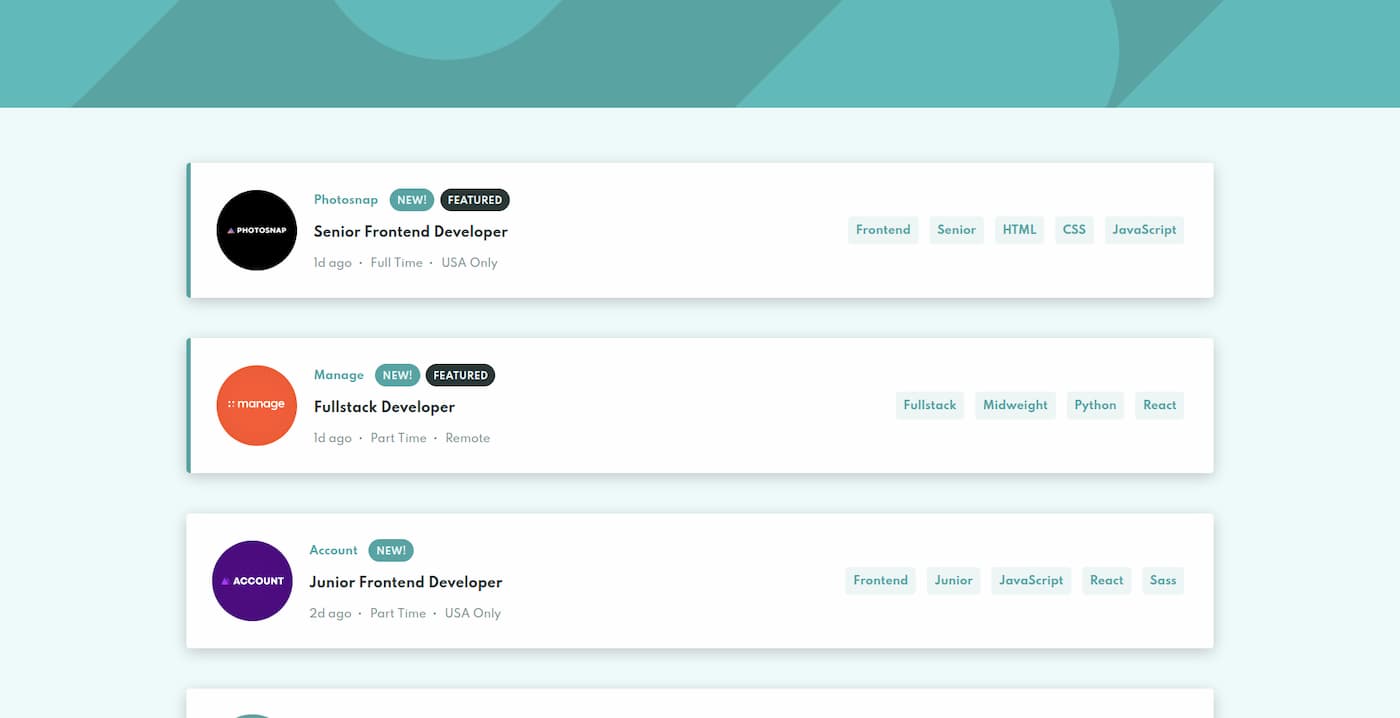 Photosnap NEW! FEATURED
PHOTOSNAP
Senior Frontend Developer
Frontend Senior HTML CSS JavaScript
1d ago · Full Time · USA Only
Manage NEW! FEATURED
manage
Fullstack Developer
Fullstack Midweight Python React
1d ago · Part Time · Remote
Account NEW!
ACCOUNT
Junior Frontend Developer
Frontend Junior JavaScript React Sass
2d ago · Part Time · USA Only